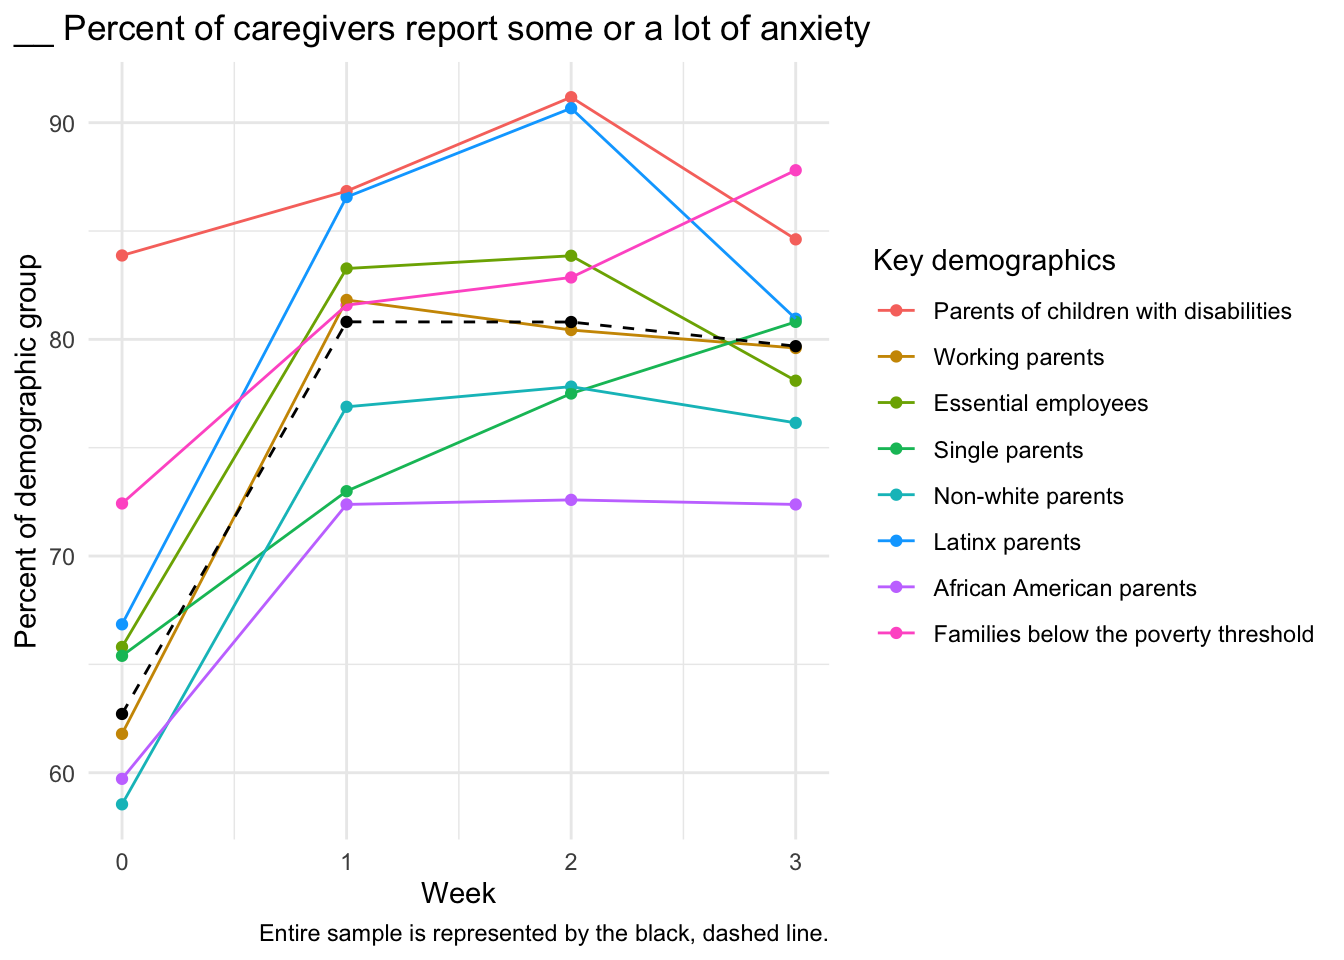 __ Percent of caregivers report some or a lot of anxiety
Percent of demographic group
90
80
70
60
0 1 2 3
Week
Entire sample is represented by the black, dashed line.
Key demographics
Parents of children with disabilities
Working parents
Essential employees
Single parents
Non-white parents
Latinx parents
African American parents
Families below the poverty threshold